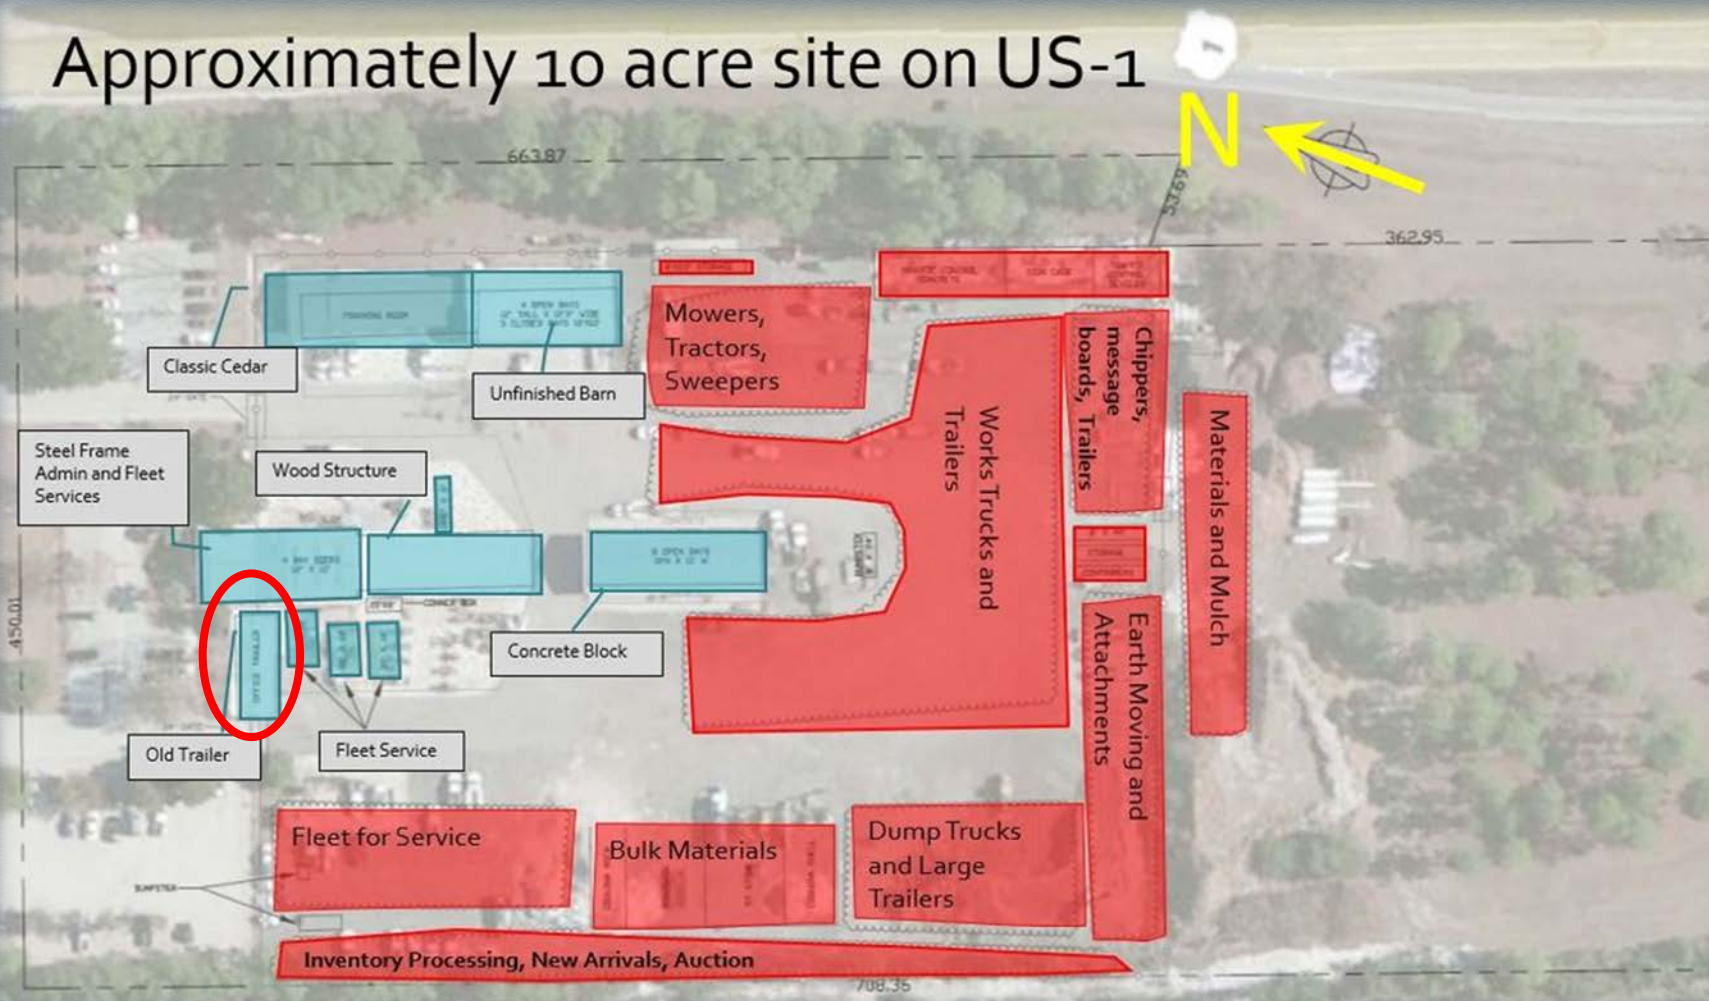 Approximately 10 acre site on US-1
N
663.87
53.69
362.95
Mowers,
Tractors,
Sweepers
Chippers,
message
boards, Trailers
Classic Cedar
Unfinished Barn
Works Trucks and
Trailers
Materials and Mulch
Steel Frame
Admin and Fleet
Services
Wood Structure
Concrete Block
450.01
Old Trailer
Fleet Service
Earth Moving and
Attachments
Fleet for Service
Bulk Materials
Dump Trucks
and Large
Trailers
DUMPSTER
Inventory Processing, New Arrivals, Auction
708.36